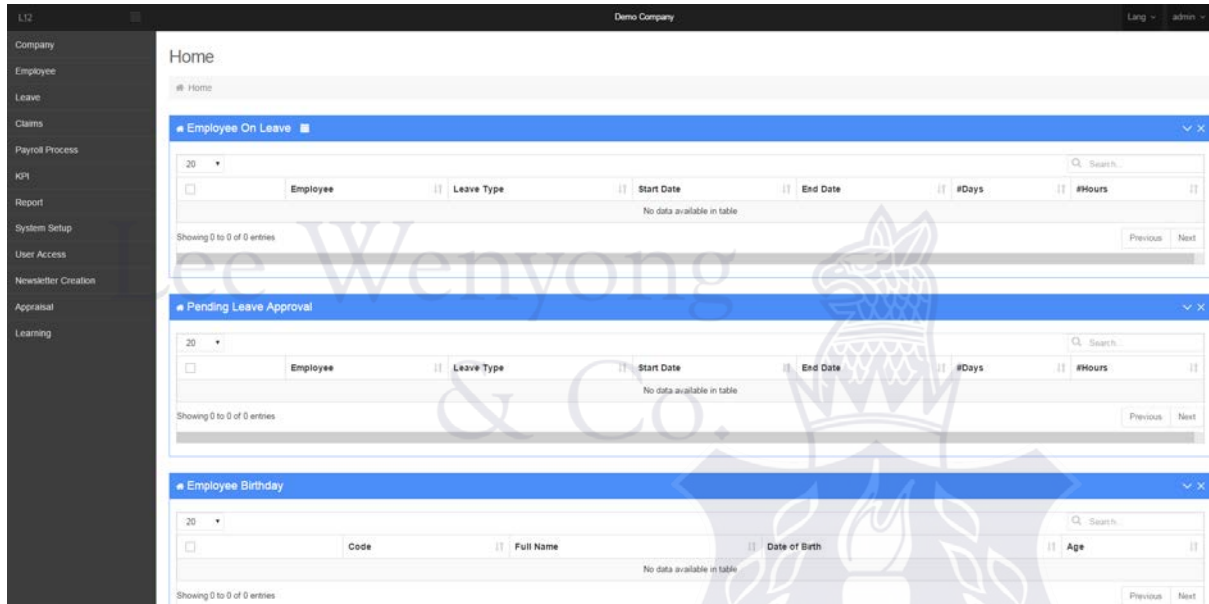 L12 Demo Company Lang admin
Company
Employee
Leave
Claims
Payroll Process
KPI
Report
System Setup
User Access
Newsletter Creation
Appraisal
Learning
Home
Home
Employee On Leave
20 Search...
Employee Leave Type Start Date End Date #Days #Hours
No data available in table
Showing 0 to 0 of 0 entries Previous Next
Pending Leave Approval
20 Search...
Employee Leave Type Start Date End Date #Days #Hours
No data available in table
Showing 0 to 0 of 0 entries Previous Next
Employee Birthday
20 Search...
Code Full Name Date of Birth Age
No data available in table
Showing 0 to 0 of 0 entries Previous Next
Lee Wenyong
& Co.